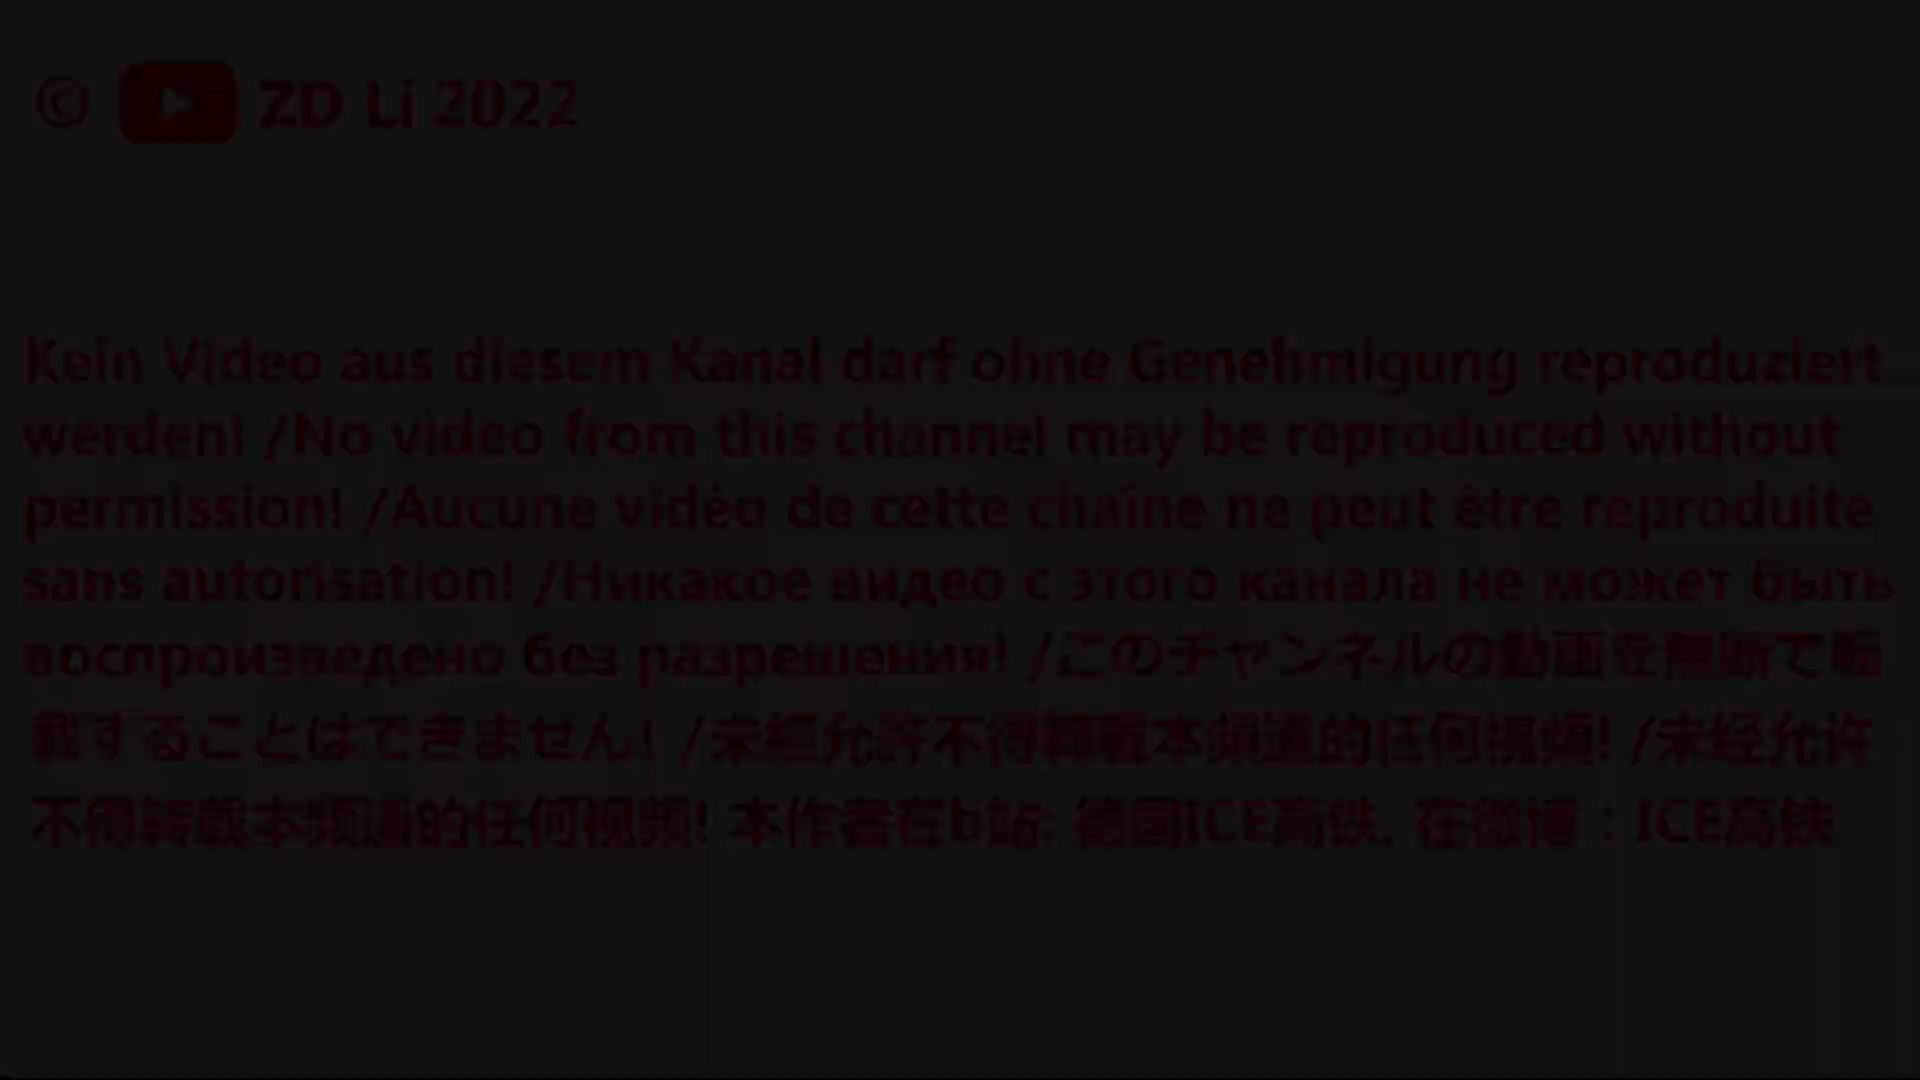 © ZD Li 2022
Kein Video aus diesem Kanal darf ohne Genehmigung reproduziert
werden! /No video from this channel may be reproduced without
permission! /Aucune vidéo de cette chaîne ne peut être reproduite
sans autorisation! /Никакое видео с этого канала не может быть
воспроизведено без разрешения! /このチャンネルの動画を無断で転
載することはできません! /未經允許不得轉載本頻道的任何視頻! /未经允许
不得转载本频道的任何视频! 本作者在b站: 德国ICE高铁, 在微博：ICE高铁